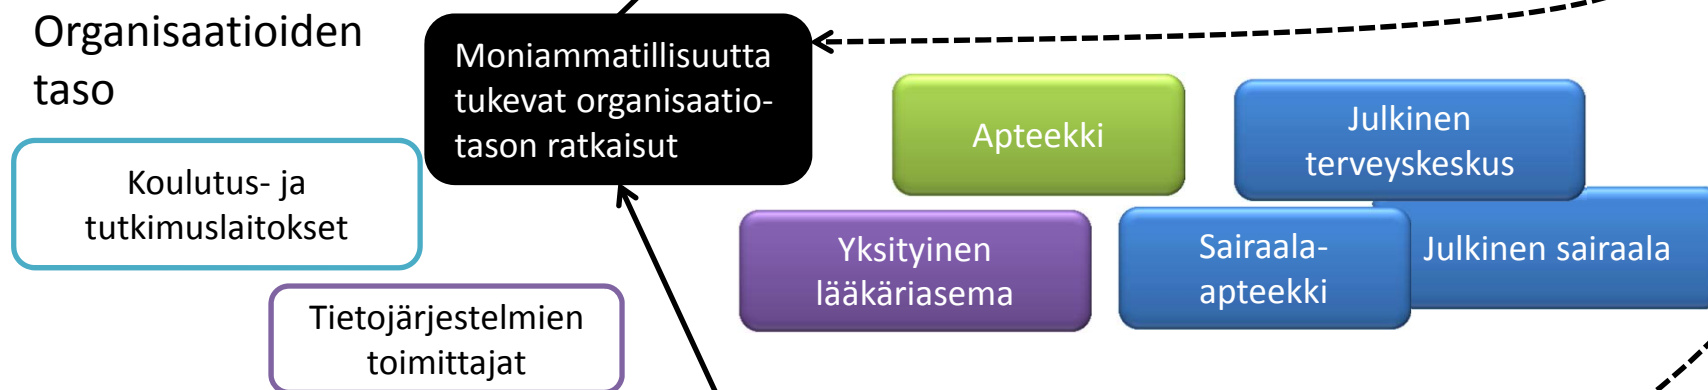 Organisaatioiden
taso
Moniammatillisuutta
tukevat organisaatio-
tason ratkaisut
Apteekki
Julkinen
terveyskeskus
Koulutus- ja
tutkimuslaitokset
Yksityinen
lääkäriasema
Sairaala-
apteekki
Julkinen sairaala
Tietojärjestelmien
toimittajat